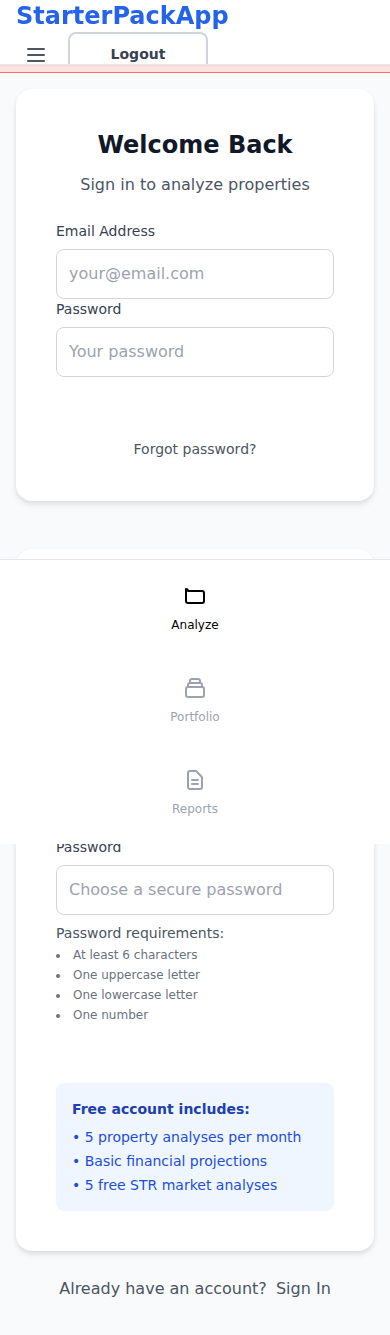 StarterPackApp
Logout
Welcome Back
Sign in to analyze properties
Email Address
your@email.com
Password
Your password
Forgot password?
Analyze
Portfolio
Reports
Password
Choose a secure password
Password requirements:
• At least 6 characters
• One uppercase letter
• One lowercase letter
• One number
Free account includes:
• 5 property analyses per month
• Basic financial projections
• 5 free STR market analyses
Already have an account? Sign In